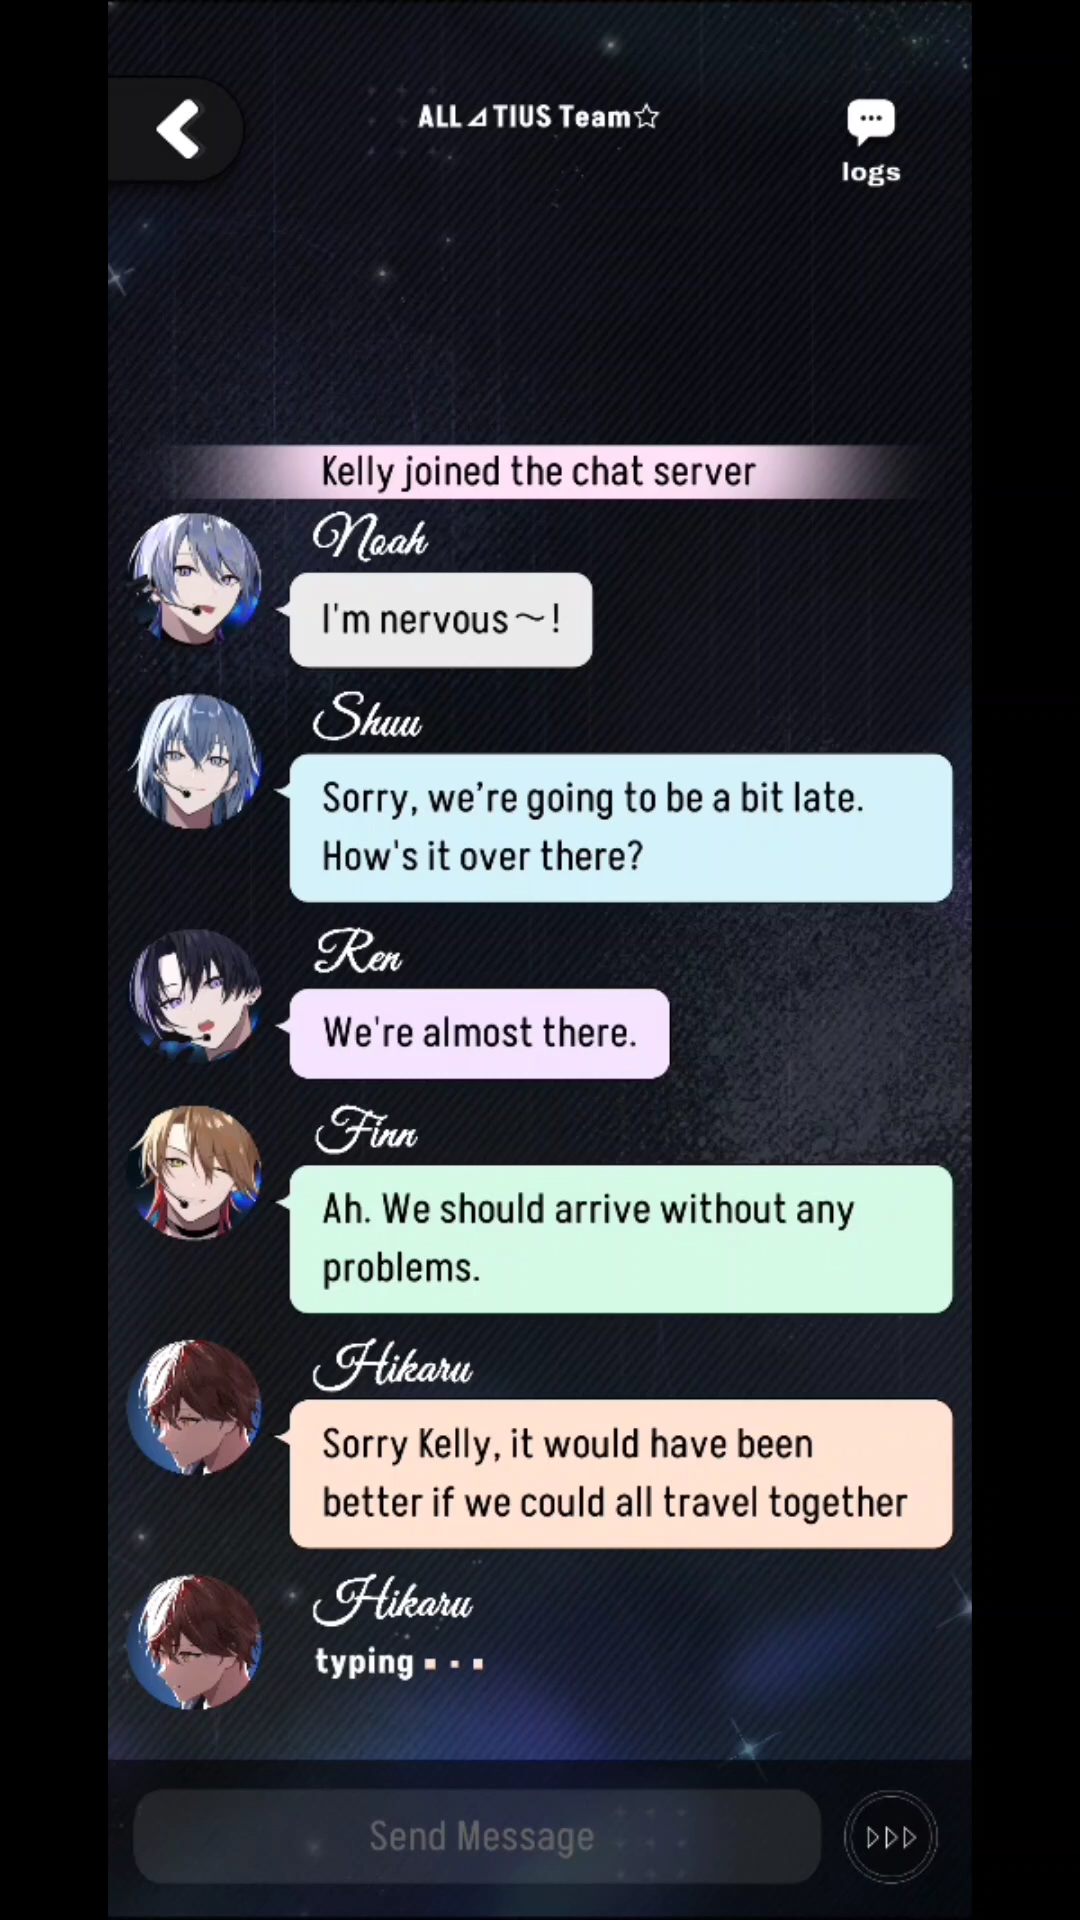 ALL⊿TIUS Team☆
logs
Kelly joined the chat server
Noah
I'm nervous～!
Shuu
Sorry, we’re going to be a bit late.
How's it over there?
Ren
We're almost there.
Finn
Ah. We should arrive without any
problems.
Hikaru
Sorry Kelly, it would have been
better if we could all travel together
Hikaru
typing
Send Message